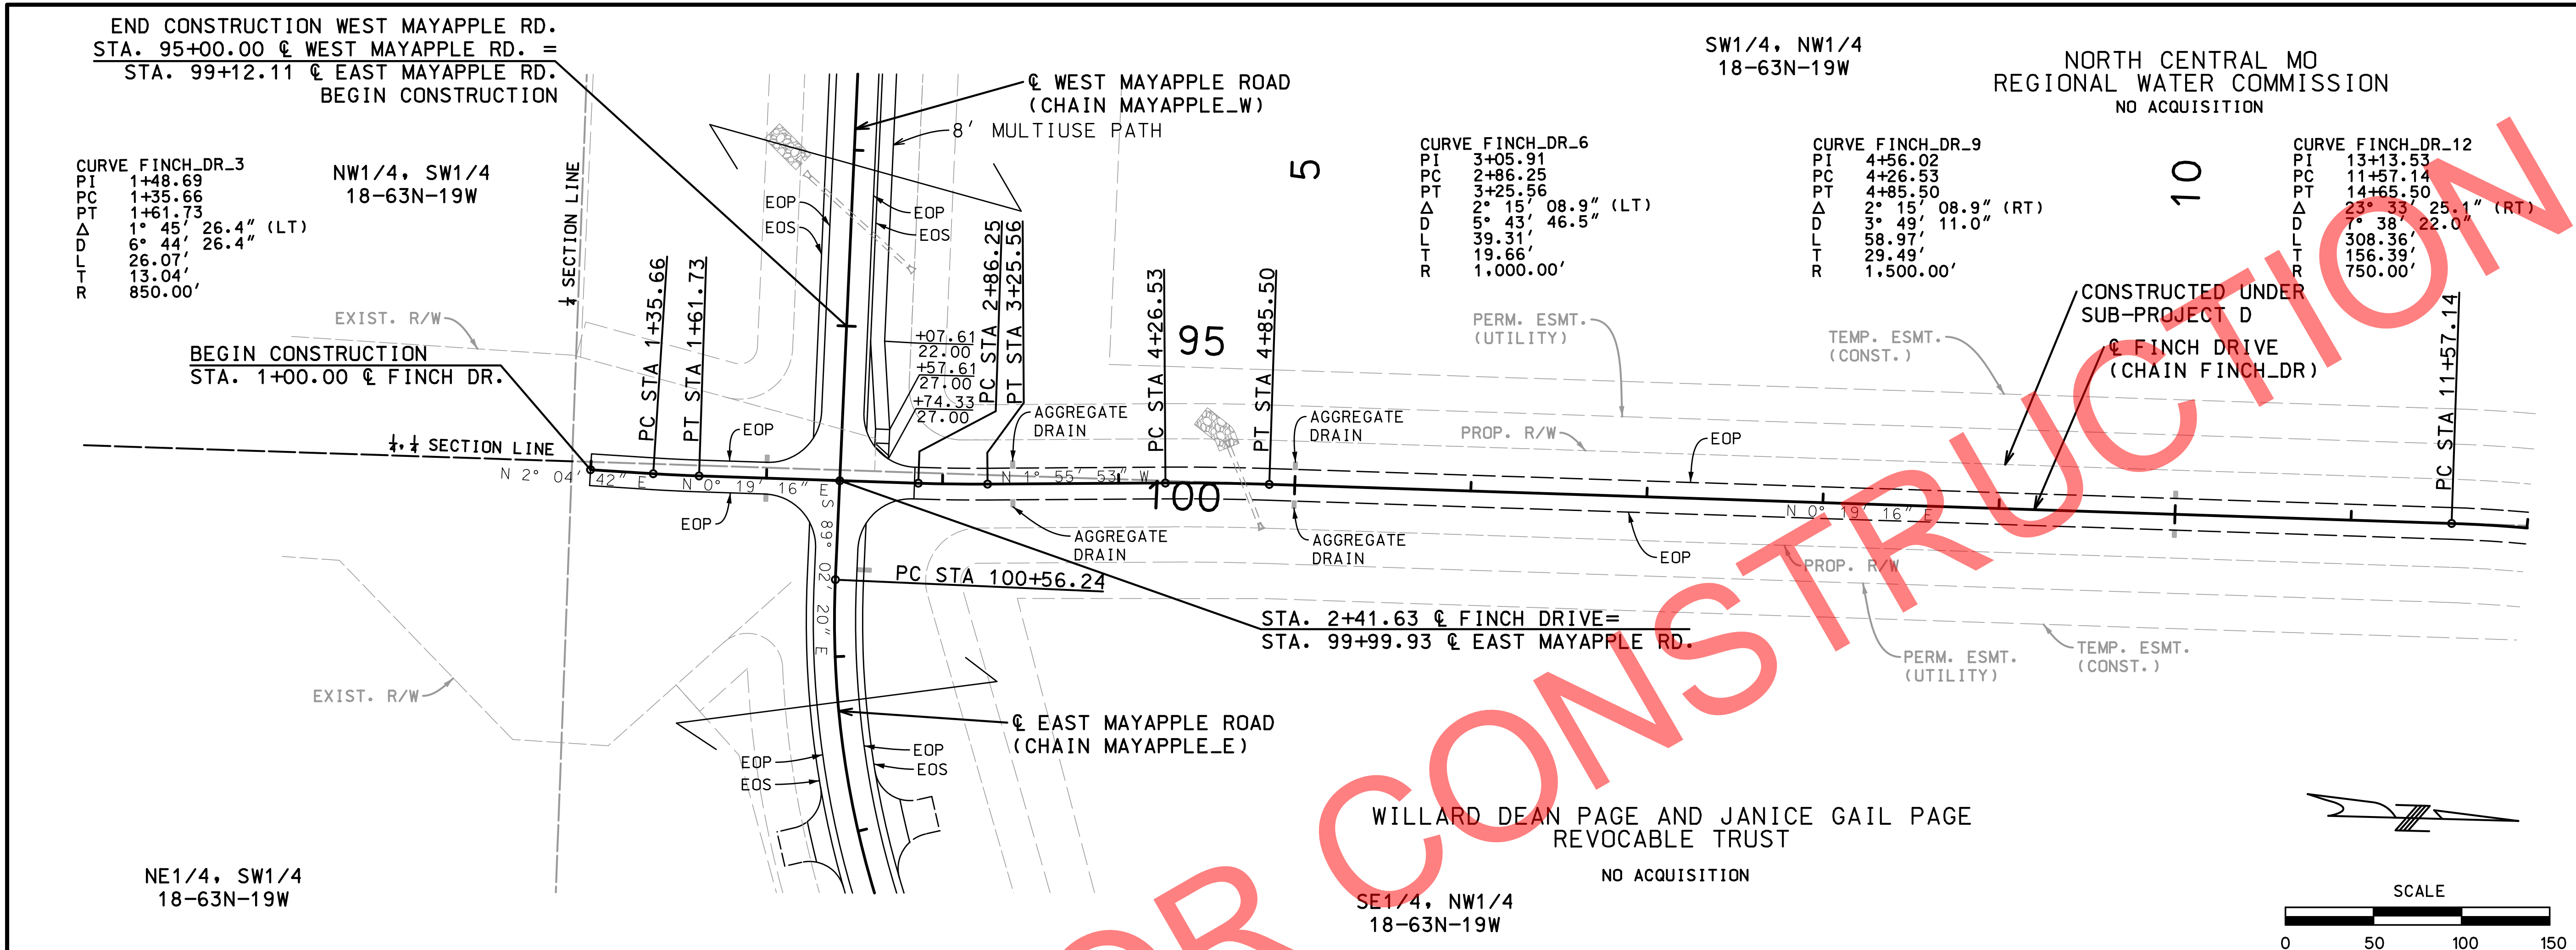 END CONSTRUCTION WEST MAYAPPLE RD.
STA. 95+00.00 ℄ WEST MAYAPPLE RD. =
STA. 99+12.11 ℄ EAST MAYAPPLE RD.
BEGIN CONSTRUCTION
℄ WEST MAYAPPLE ROAD
(CHAIN MAYAPPLE_W)
8' MULTIUSE PATH
SW1/4, NW1/4
18-63N-19W
NORTH CENTRAL MO
REGIONAL WATER COMMISSION
NO ACQUISITION
CURVE FINCH_DR_3
PI 1+48.69
PC 1+35.66
PT 1+61.73
Δ 1° 45' 26.4" (LT)
D 6° 44' 26.4"
L 26.07'
T 13.04'
R 850.00'
NW1/4, SW1/4
18-63N-19W
¼ SECTION LINE
EOP
EOS
EOP
EOS
5
CURVE FINCH_DR_6
PI 3+05.91
PC 2+86.25
PT 3+25.56
Δ 2° 15' 08.9" (LT)
D 5° 43' 46.5"
L 39.31'
T 19.66'
R 1,000.00'
CURVE FINCH_DR_9
PI 4+56.02
PC 4+26.53
PT 4+85.50
Δ 2° 15' 08.9" (RT)
D 3° 49' 11.0"
L 58.97'
T 29.49'
R 1,500.00'
10
CURVE FINCH_DR_12
PI 13+13.53
PC 11+57.14
PT 14+65.50
Δ 23° 33' 25.1" (RT)
D 7° 38' 22.0"
L 308.36'
T 156.39'
R 750.00'
EXIST. R/W
BEGIN CONSTRUCTION
STA. 1+00.00 ℄ FINCH DR.
PC STA 1+35.66
PT STA 1+61.73
+07.61
22.00
+57.61
27.00
+74.33
27.00
PC STA 2+86.25
PT STA 3+25.56
PC STA 4+26.53
95
PT STA 4+85.50
PERM. ESMT.
(UTILITY)
TEMP. ESMT.
(CONST.)
CONSTRUCTED UNDER
SUB-PROJECT D
℄ FINCH DRIVE
(CHAIN FINCH_DR)
PC STA 11+57.14
AGGREGATE
DRAIN
AGGREGATE
DRAIN
PROP. R/W
EOP
EOP
¼, ¼ SECTION LINE
N 2° 04' 42" E
N 0° 19' 16" E
N 1° 55' 53" W
100
N 0° 19' 16" E
EOP
S 89° 02' 20" E
AGGREGATE
DRAIN
AGGREGATE
DRAIN
EOP
PROP. R/W
PC STA 100+56.24
STA. 2+41.63 ℄ FINCH DRIVE=
STA. 99+99.93 ℄ EAST MAYAPPLE RD.
PERM. ESMT.
(UTILITY)
TEMP. ESMT.
(CONST.)
EXIST. R/W
℄ EAST MAYAPPLE ROAD
(CHAIN MAYAPPLE_E)
EOP
EOS
EOP
EOS
WILLARD DEAN PAGE AND JANICE GAIL PAGE
REVOCABLE TRUST
NO ACQUISITION
NE1/4, SW1/4
18-63N-19W
SE1/4, NW1/4
18-63N-19W
SCALE
0 50 100 150
OR CONSTRUCTION